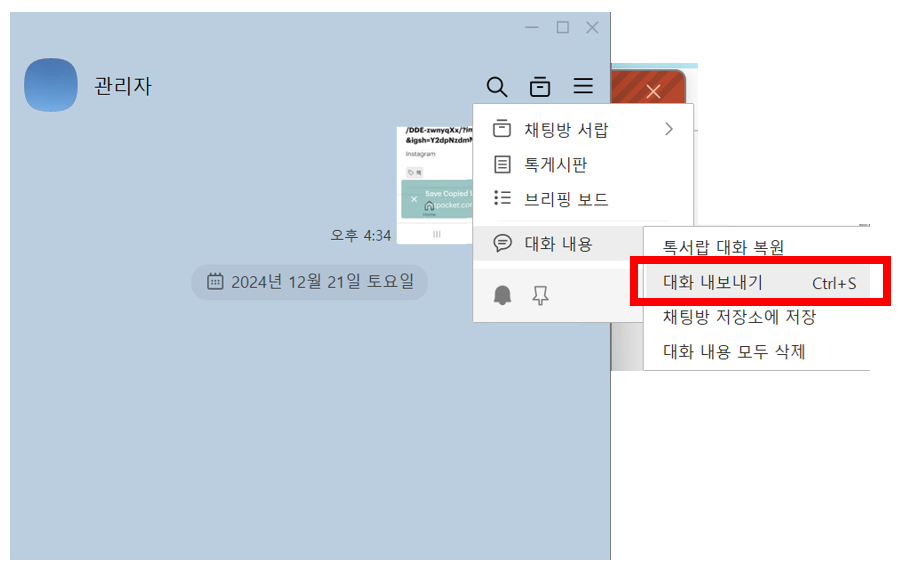 관리자
/DDE-zwnyqXx/?in
&igsh=Y2dpNzdmN
Instagram
Save Copied
tpocket.com
Home
오후 4:34
2024년 12월 21일 토요일
채팅방 서랍
톡게시판
브리핑 보드
대화 내용
톡서랍 대화 복원
대화 내보내기 Ctrl+S
채팅방 저장소에 저장
대화 내용 모두 삭제